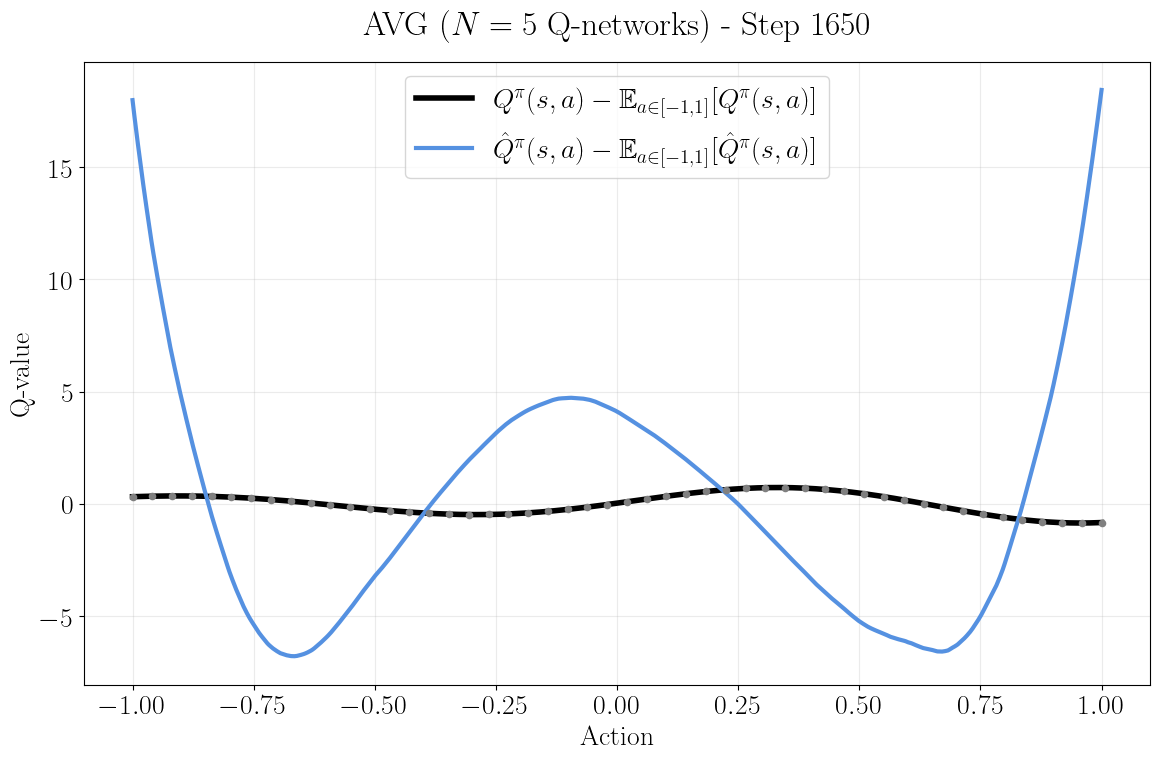 AVG (N = 5 Q-networks) - Step 1650
Q^π(s, a) − 𝔼_{a∈[−1,1]}[Q^π(s, a)]
Q̂^π(s, a) − 𝔼_{a∈[−1,1]}[Q̂^π(s, a)]
Q-value
15
10
5
0
−5
−1.00 −0.75 −0.50 −0.25 0.00 0.25 0.50 0.75 1.00
Action